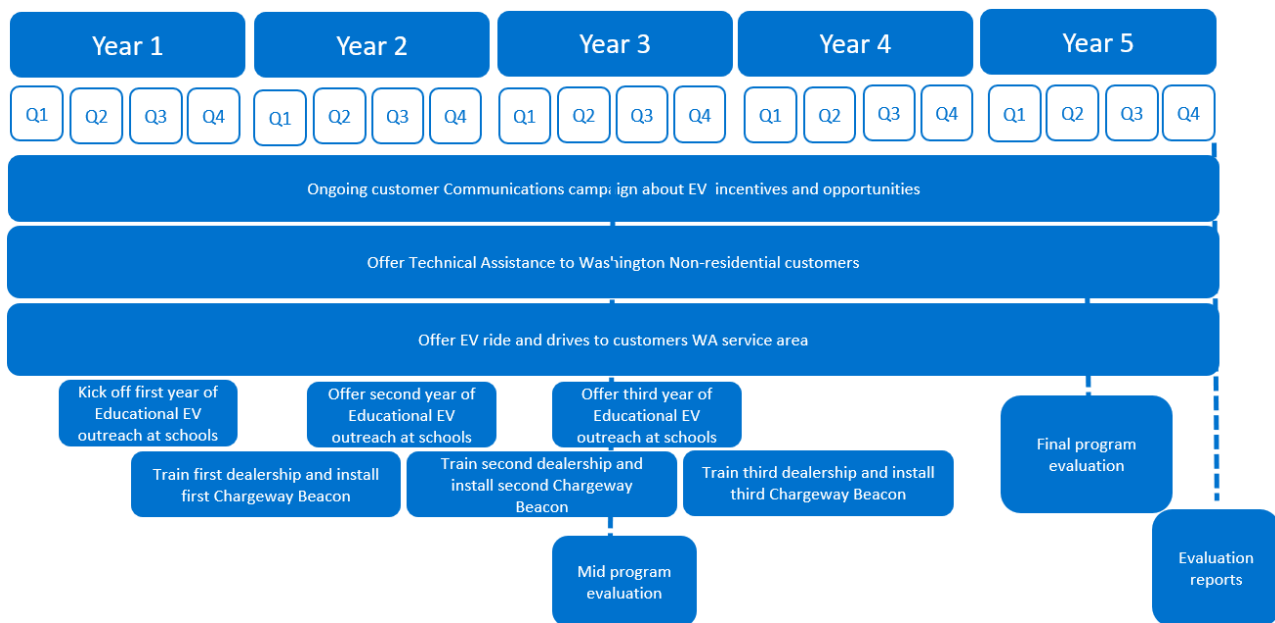 Year 1
Year 2
Year 3
Year 4
Year 5
Q1
Q2
Q3
Q4
Q1
Q2
Q3
Q4
Q1
Q2
Q3
Q4
Q1
Q2
Q3
Q4
Q1
Q2
Q3
Q4
Ongoing customer Communications campaign about EV incentives and opportunities
Offer Technical Assistance to Washington Non-residential customers
Offer EV ride and drives to customers WA service area
Kick off first year of
Educational EV
outreach at schools
Offer second year of
Educational EV
outreach at schools
Offer third year of
Educational EV
outreach at schools
Train first dealership and install
first Chargeway Beacon
Train second dealership and
install second Chargeway
Beacon
Train third dealership and install
third Chargeway Beacon
Final program
evaluation
Mid program
evaluation
Evaluation
reports